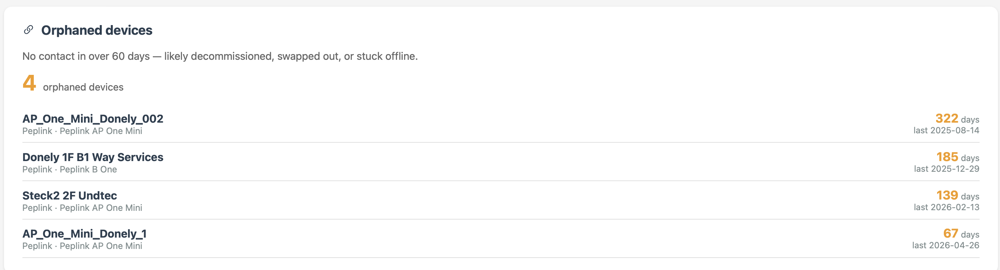 Orphaned devices
No contact in over 60 days — likely decommissioned, swapped out, or stuck offline.
4 orphaned devices
AP_One_Mini_Donely_002
322 days
Peplink · Peplink AP One Mini
last 2025-08-14
Donely 1F B1 Way Services
185 days
Peplink · Peplink B One
last 2025-12-29
Steck2 2F Undtec
139 days
Peplink · Peplink AP One Mini
last 2026-02-13
AP_One_Mini_Donely_1
67 days
Peplink · Peplink AP One Mini
last 2026-04-26